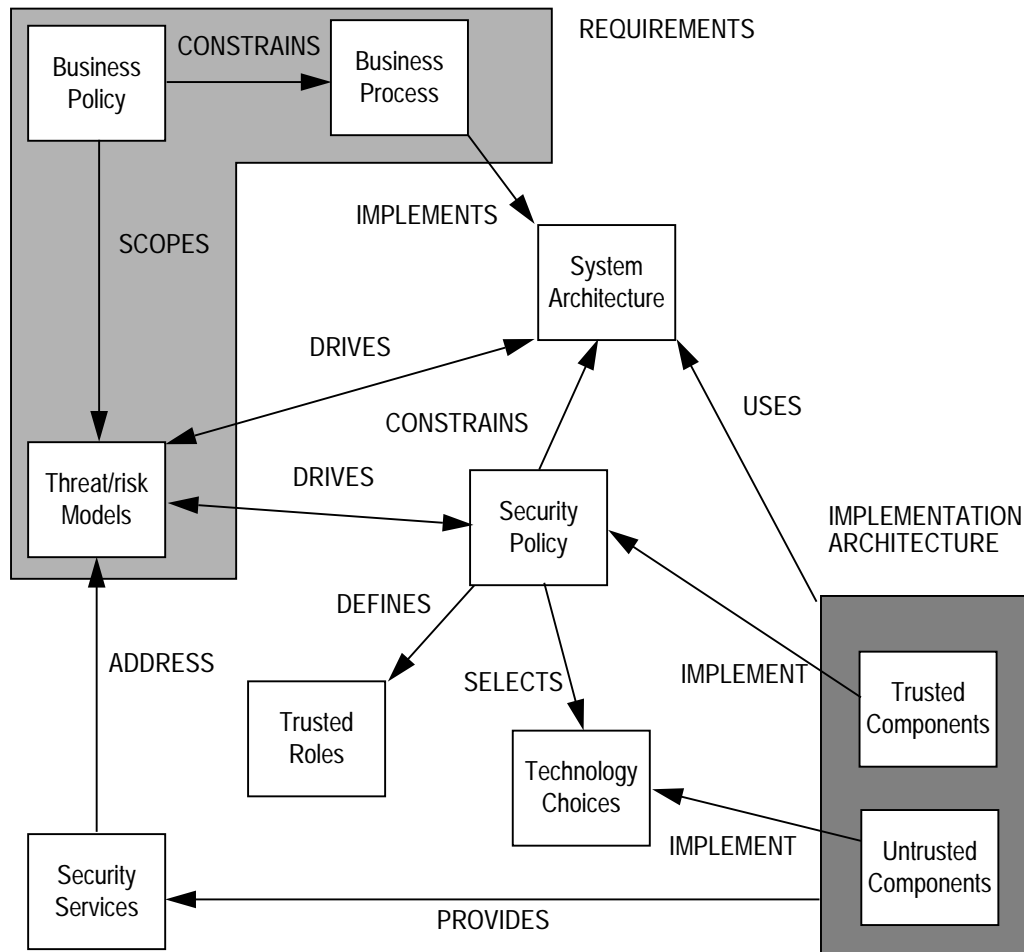 REQUIREMENTS
CONSTRAINS
Business
Policy
Business
Process
IMPLEMENTS
SCOPES
System
Architecture
DRIVES
CONSTRAINS
USES
Threat/risk
Models
DRIVES
Security
Policy
IMPLEMENTATION
ARCHITECTURE
DEFINES
ADDRESS
SELECTS
IMPLEMENT
Trusted
Components
Trusted
Roles
Technology
Choices
IMPLEMENT
Untrusted
Components
Security
Services
PROVIDES